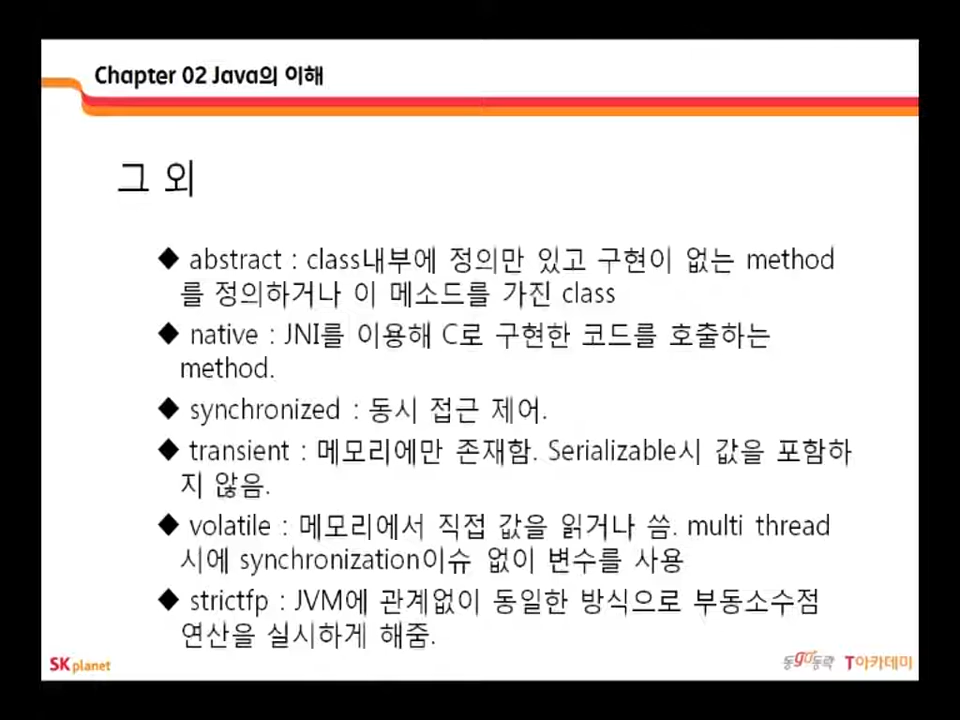 Chapter 02 Java의 이해
그 외
◆ abstract : class내부에 정의만 있고 구현이 없는 method
를 정의하거나 이 메소드를 가진 class
◆ native : JNI를 이용해 C로 구현한 코드를 호출하는
method.
◆ synchronized : 동시 접근 제어.
◆ transient : 메모리에만 존재함. Serializable시 값을 포함하
지 않음.
◆ volatile : 메모리에서 직접 값을 읽거나 씀. multi thread
시에 synchronization이슈 없이 변수를 사용
◆ strictfp : JVM에 관계없이 동일한 방식으로 부동소수점
연산을 실시하게 해줌.
SK planet
동go동락 T아카데미